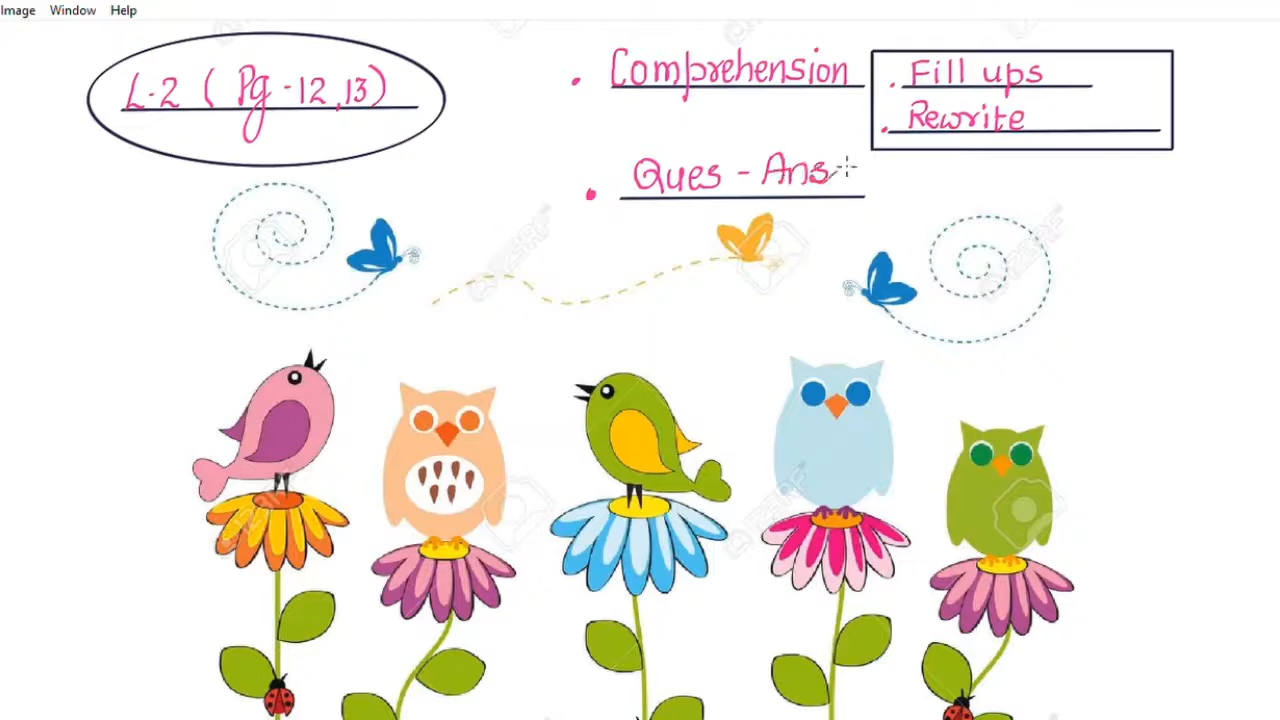 Image Window Help
L-2 ( Pg -12,13)
. Comprehension
. Fill ups
. Rewrite
. Ques - Ans